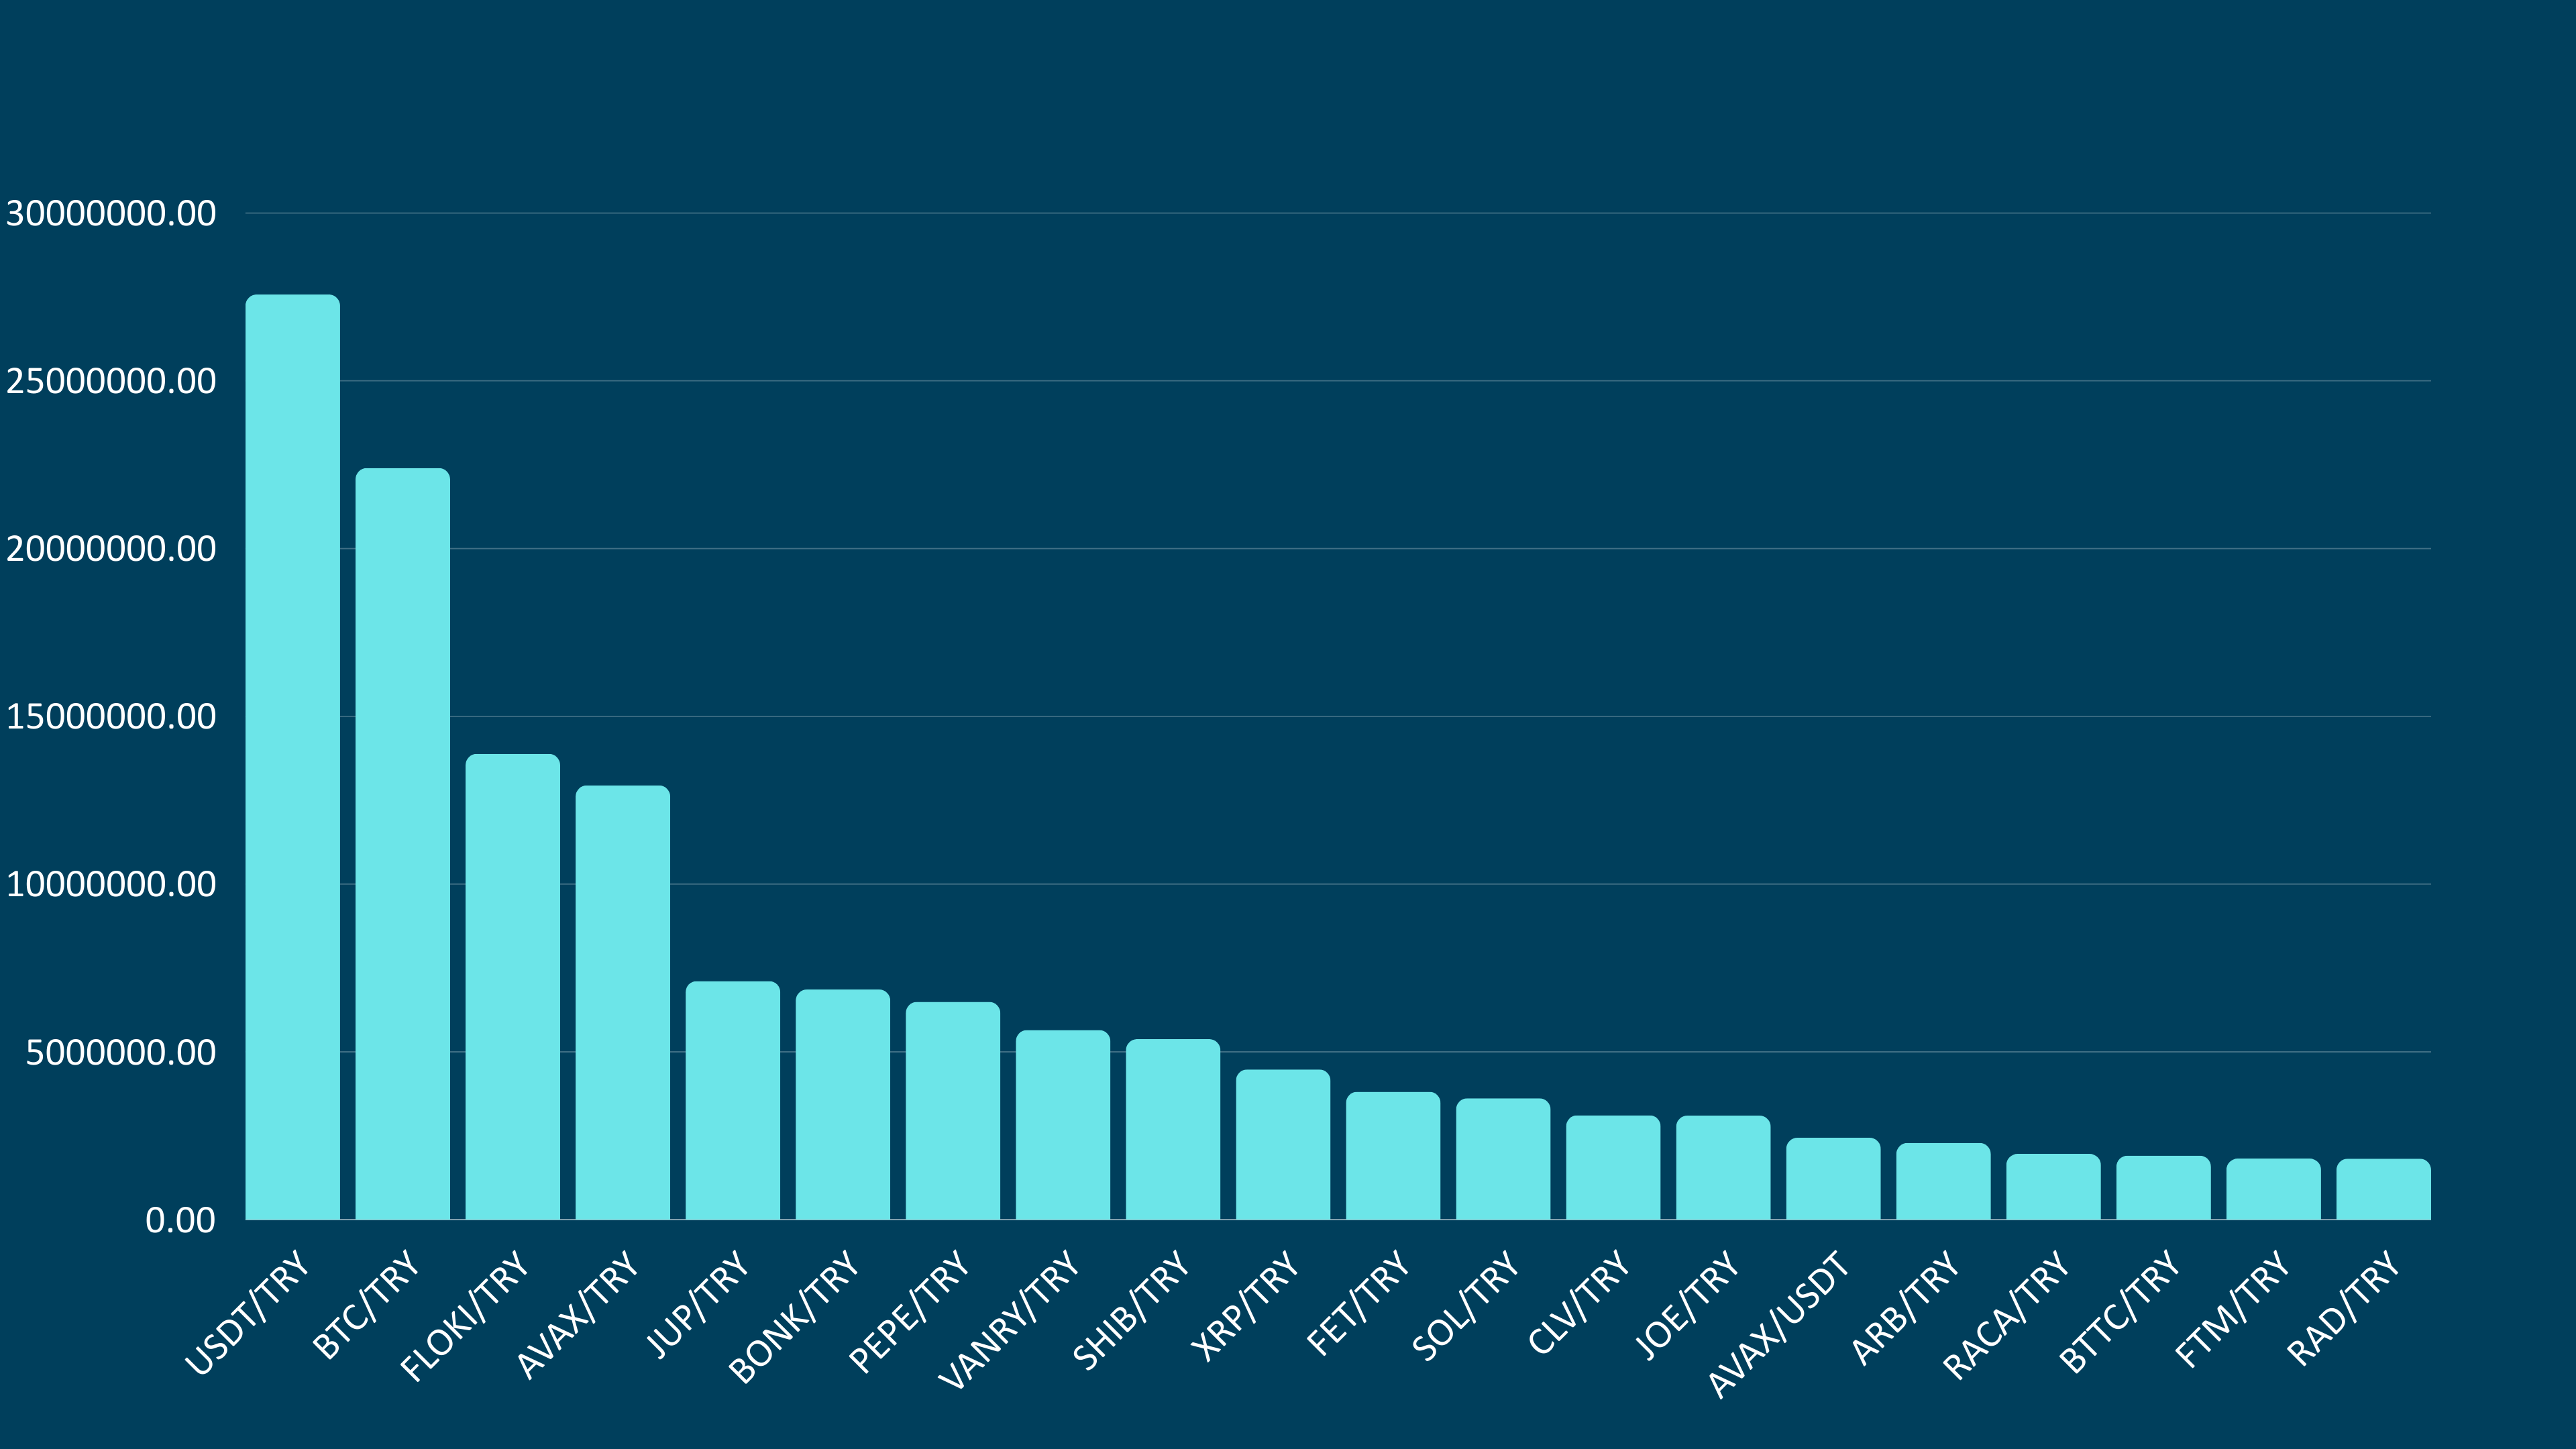 30000000.00
25000000.00
20000000.00
15000000.00
10000000.00
5000000.00
0.00
USDT/TRY
BTC/TRY
FLOKI/TRY
AVAX/TRY
JUP/TRY
BONK/TRY
PEPE/TRY
VANRY/TRY
SHIB/TRY
XRP/TRY
FET/TRY
SOL/TRY
CLV/TRY
JOE/TRY
AVAX/USDT
ARB/TRY
RACA/TRY
BTTC/TRY
FTM/TRY
RAD/TRY